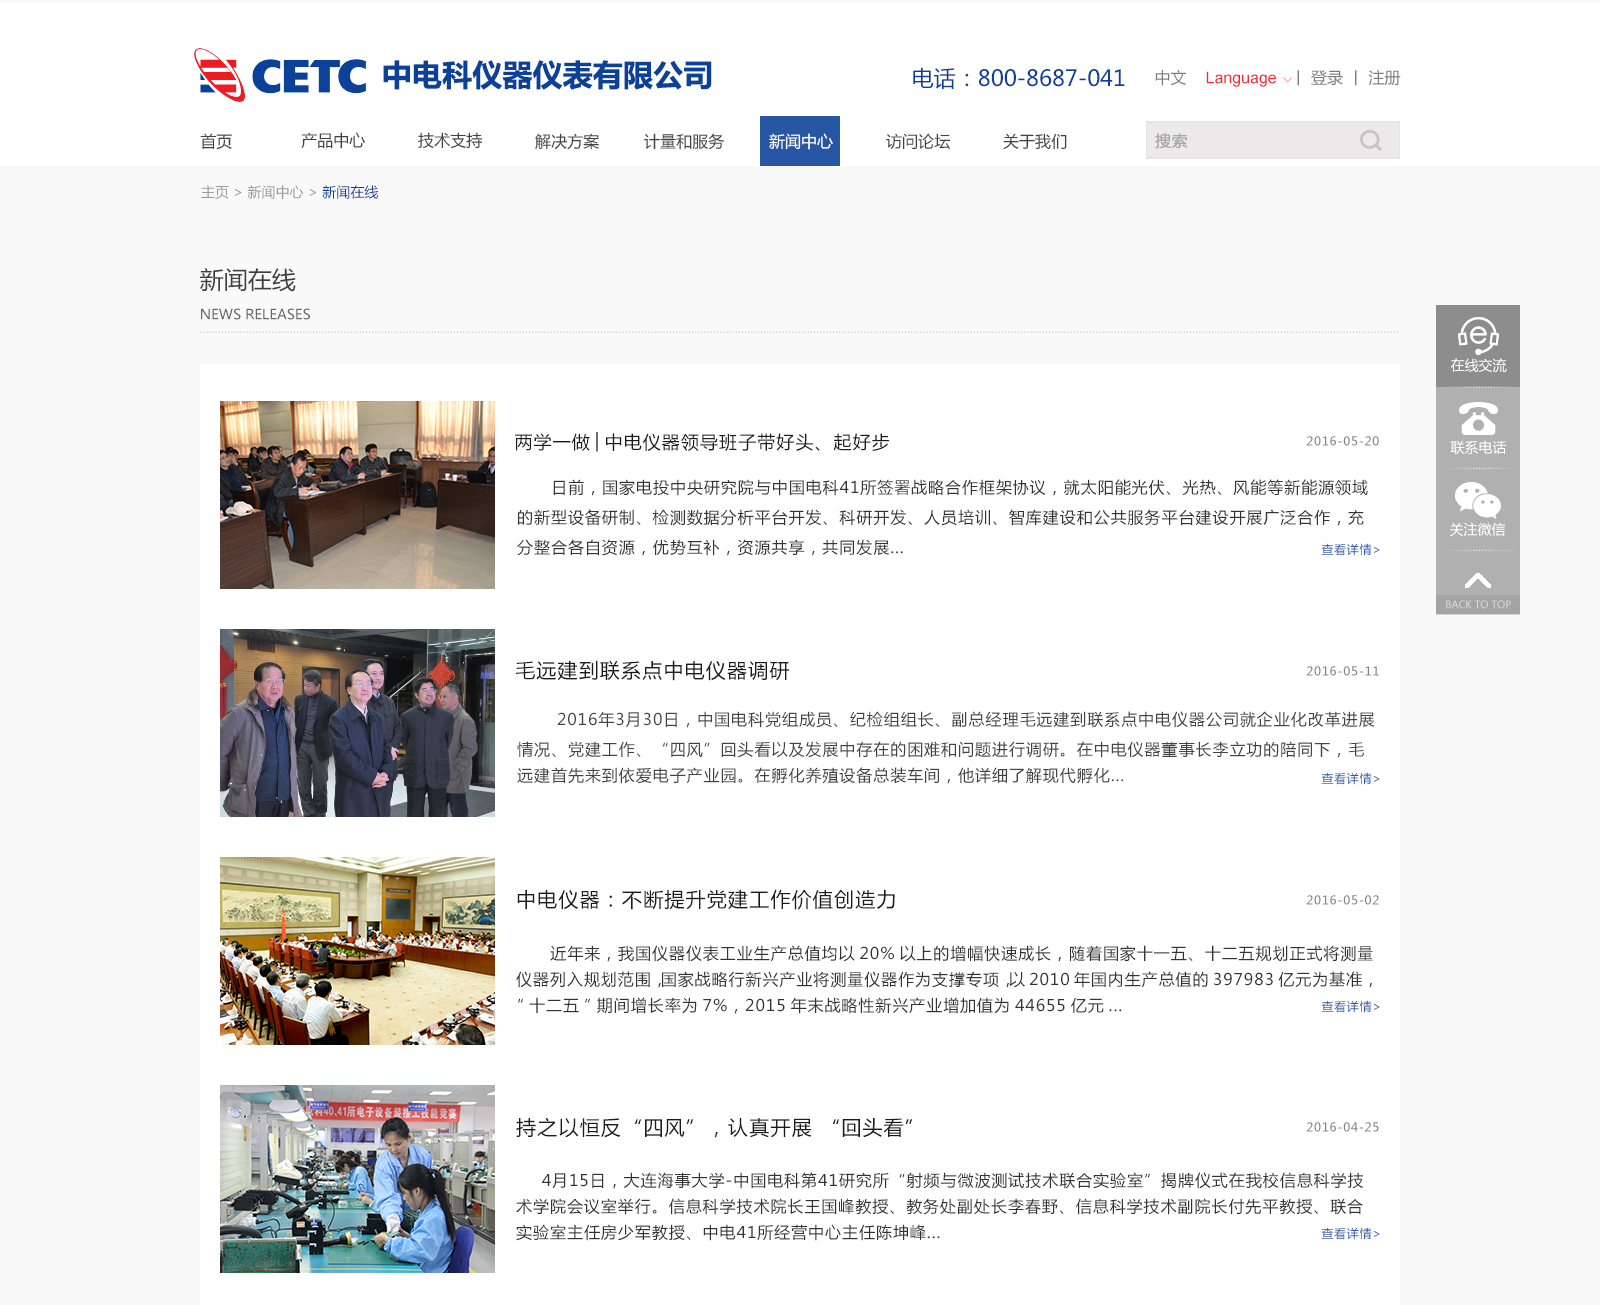 CETC 中电科仪器仪表有限公司
电话：800-8687-041 中文 Language | 登录 | 注册
首页 产品中心 技术支持 解决方案 计量和服务 新闻中心 访问论坛 关于我们 搜索
主页 > 新闻中心 > 新闻在线
新闻在线
NEWS RELEASES
在线交流
联系电话
关注微信
BACK TO TOP
两学一做 | 中电仪器领导班子带好头、起好步 2016-05-20
日前，国家电投中央研究院与中国电科41所签署战略合作框架协议，就太阳能光伏、光热、风能等新能源领域
的新型设备研制、检测数据分析平台开发、科研开发、人员培训、智库建设和公共服务平台建设开展广泛合作，充
分整合各自资源，优势互补，资源共享，共同发展...
查看详情>
毛远建到联系点中电仪器调研 2016-05-11
2016年3月30日，中国电科党组成员、纪检组组长、副总经理毛远建到联系点中电仪器公司就企业化改革进展
情况、党建工作、“四风”回头看以及发展中存在的困难和问题进行调研。在中电仪器董事长李立功的陪同下，毛
远建首先来到依爱电子产业园。在孵化养殖设备总装车间，他详细了解现代孵化...
查看详情>
中电仪器：不断提升党建工作价值创造力 2016-05-02
近年来，我国仪器仪表工业生产总值均以 20% 以上的增幅快速成长，随着国家十一五、十二五规划正式将测量
仪器列入规划范围 ,国家战略行新兴产业将测量仪器作为支撑专项 ,以 2010 年国内生产总值的 397983 亿元为基准，
” 十二五 “ 期间增长率为 7%，2015 年末战略性新兴产业增加值为 44655 亿元 ...
查看详情>
科40.41所电子设备装接工技能竞赛
持之以恒反“四风”，认真开展 “回头看” 2016-04-25
4月15日，大连海事大学-中国电科第41研究所“射频与微波测试技术联合实验室”揭牌仪式在我校信息科学技
术学院会议室举行。信息科学技术院长王国峰教授、教务处副处长李春野、信息科学技术副院长付先平教授、联合
实验室主任房少军教授、中电41所经营中心主任陈坤峰...
查看详情>